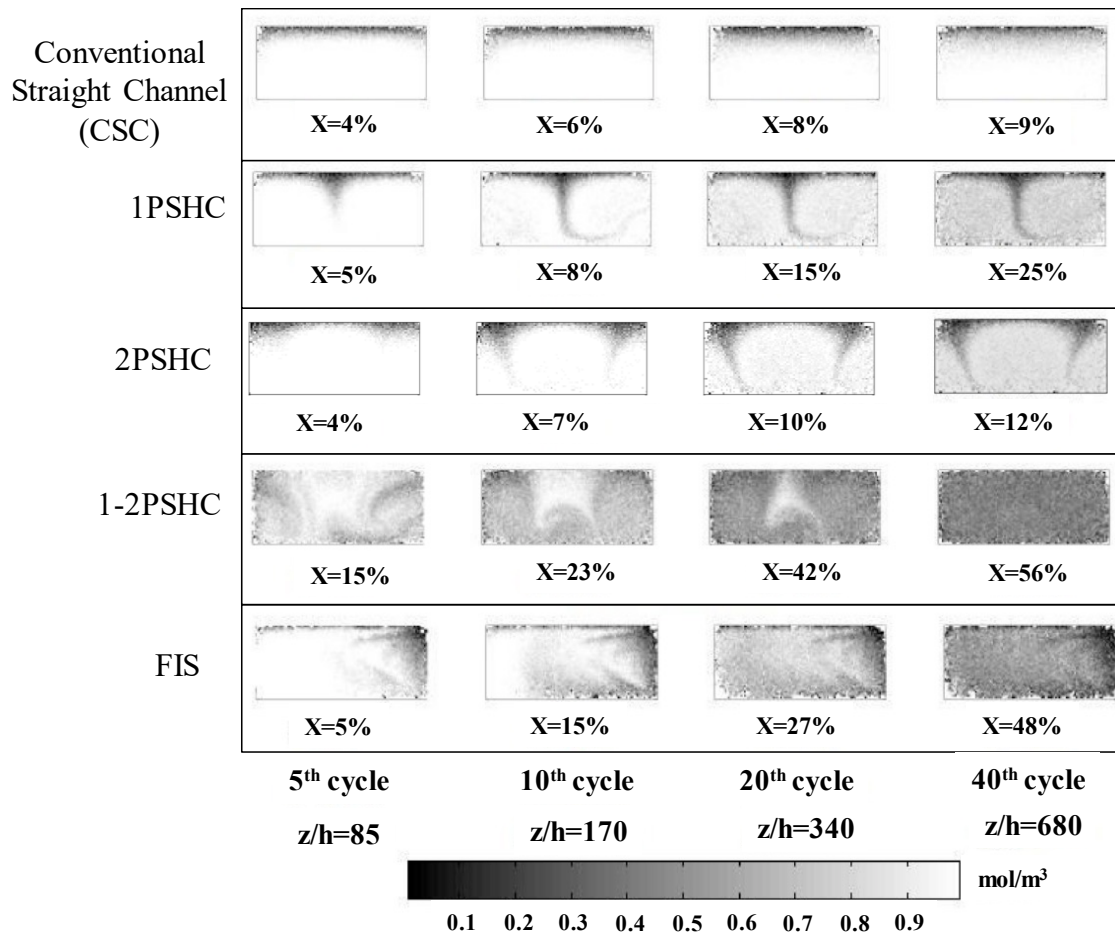 Conventional
Straight Channel
(CSC)
X=4%
X=6%
X=8%
X=9%
1PSHC
X=5%
X=8%
X=15%
X=25%
2PSHC
X=4%
X=7%
X=10%
X=12%
1-2PSHC
X=15%
X=23%
X=42%
X=56%
FIS
X=5%
X=15%
X=27%
X=48%
5th cycle
10th cycle
20th cycle
40th cycle
z/h=85
z/h=170
z/h=340
z/h=680
mol/m³
0.1 0.2 0.3 0.4 0.5 0.6 0.7 0.8 0.9